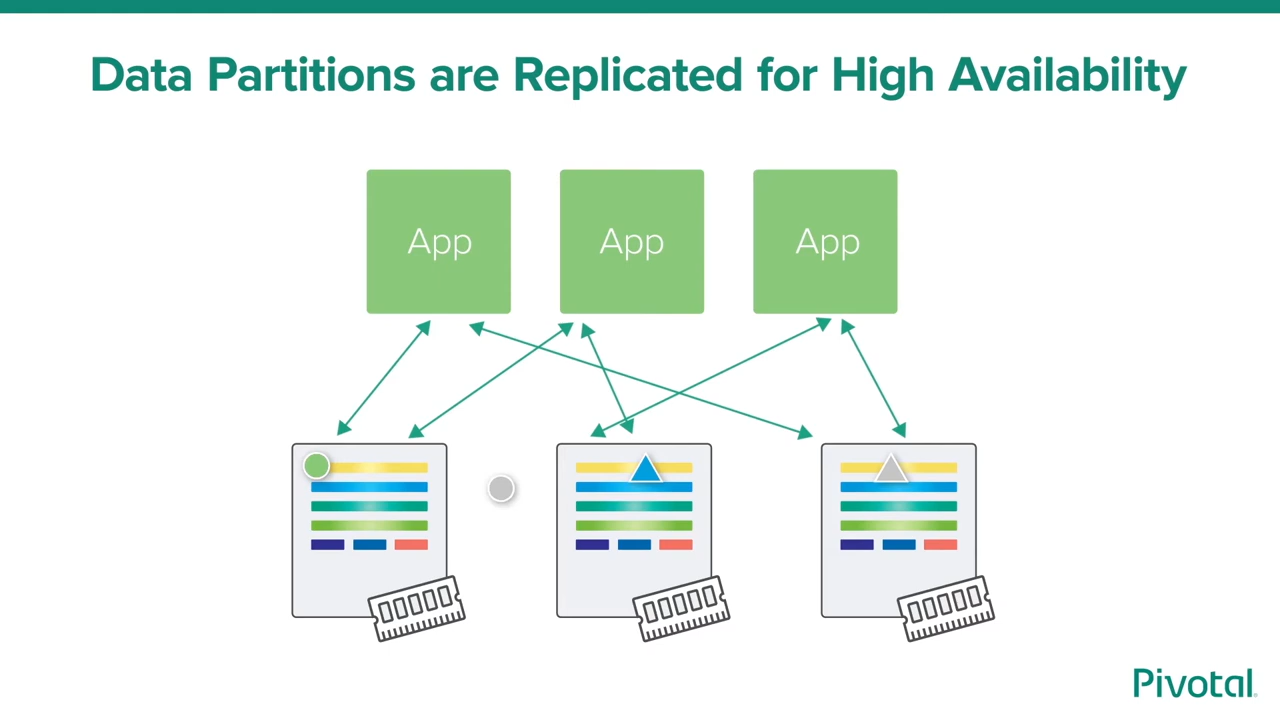 Data Partitions are Replicated for High Availability
App
App
App
Pivotal